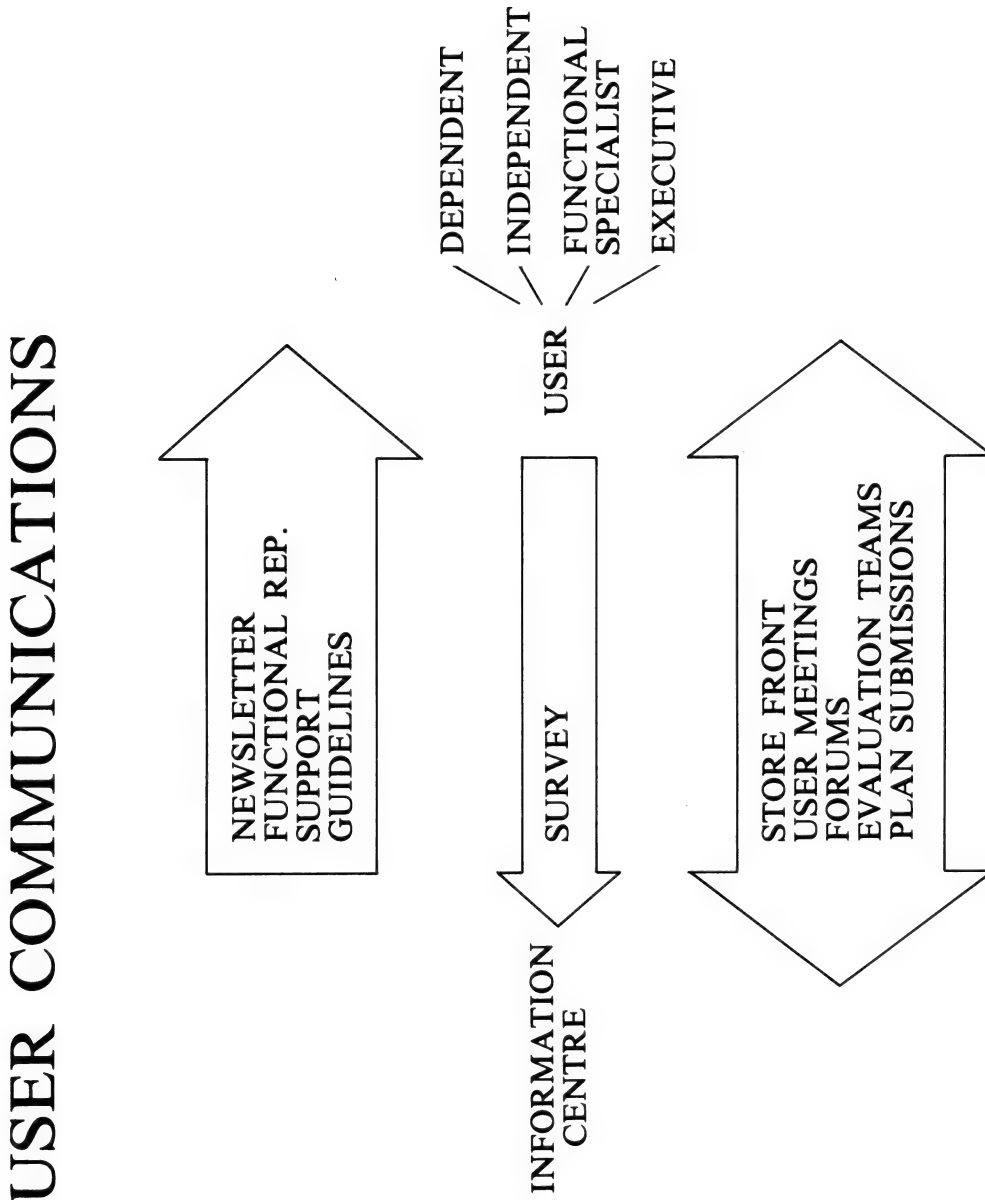 USER COMMUNICATIONS
NEWSLETTER
FUNCTIONAL REP.
SUPPORT
GUIDELINES
INFORMATION
CENTRE
SURVEY
USER
DEPENDENT
INDEPENDENT
FUNCTIONAL
SPECIALIST
EXECUTIVE
STORE FRONT
USER MEETINGS
FORUMS
EVALUATION TEAMS
PLAN SUBMISSIONS